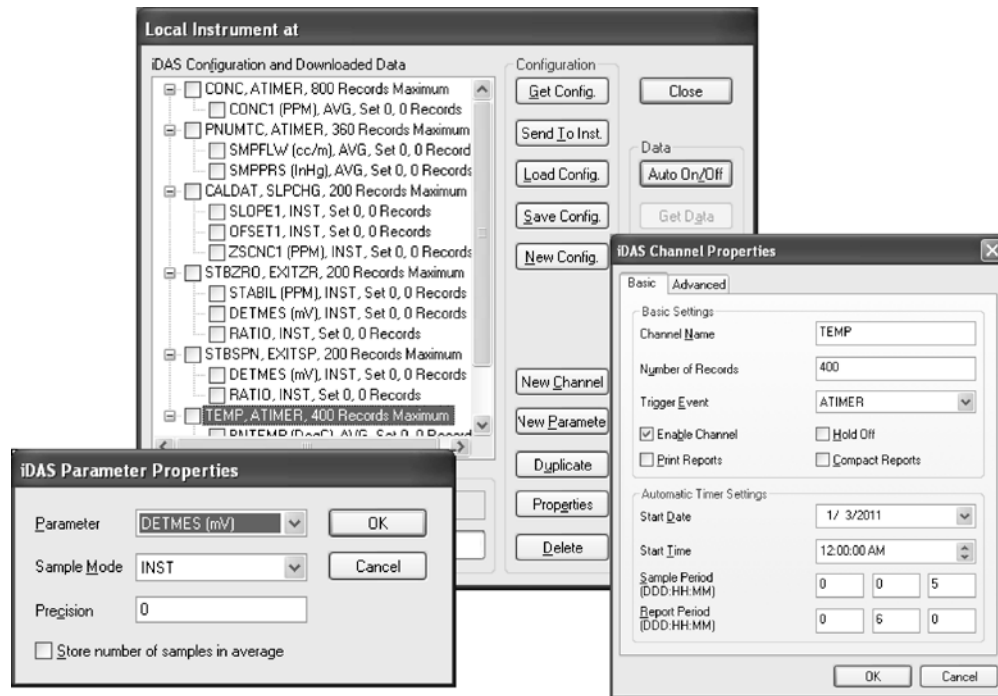 Local Instrument at
iDAS Configuration and Downloaded Data
CONC, ATIMER, 800 Records Maximum
CONC1 (PPM), AVG, Set 0, 0 Records
PNUMTC, ATIMER, 360 Records Maximum
SMPFLW (cc/m), AVG, Set 0, 0 Record
SMPPRS (InHg), AVG, Set 0, 0 Records
CALDAT, SLPCHG, 200 Records Maximum
SLOPE1, INST, Set 0, 0 Records
OFSET1, INST, Set 0, 0 Records
ZSCNC1 (PPM), INST, Set 0, 0 Records
STBZRO, EXITZR, 200 Records Maximum
STABIL (PPM), INST, Set 0, 0 Records
DETMES (mV), INST, Set 0, 0 Records
RATIO, INST, Set 0, 0 Records
STBSPN, EXITSP, 200 Records Maximum
DETMES (mV), INST, Set 0, 0 Records
RATIO, INST, Set 0, 0 Records
TEMP, ATIMER, 400 Records Maximum
BNTEMP (DegC), AVG, Set 0, 0 Record
Configuration
Get Config.
Send To Inst.
Load Config.
Save Config.
New Config.
New Channel
New Paramete
Duplicate
Properties
Delete
Close
Data
Auto On/Off
Get Data
iDAS Channel Properties
Basic
Advanced
Basic Settings
Channel Name TEMP
Number of Records 400
Trigger Event ATIMER
Enable Channel Hold Off
Print Reports Compact Reports
Automatic Timer Settings
Start Date 1/ 3/2011
Start Time 12:00:00 AM
Sample Period
(DDD:HH:MM) 0 0 5
Report Period
(DDD:HH:MM) 0 6 0
OK Cancel
iDAS Parameter Properties
Parameter DETMES (mV) OK
Sample Mode INST Cancel
Precision 0
Store number of samples in average